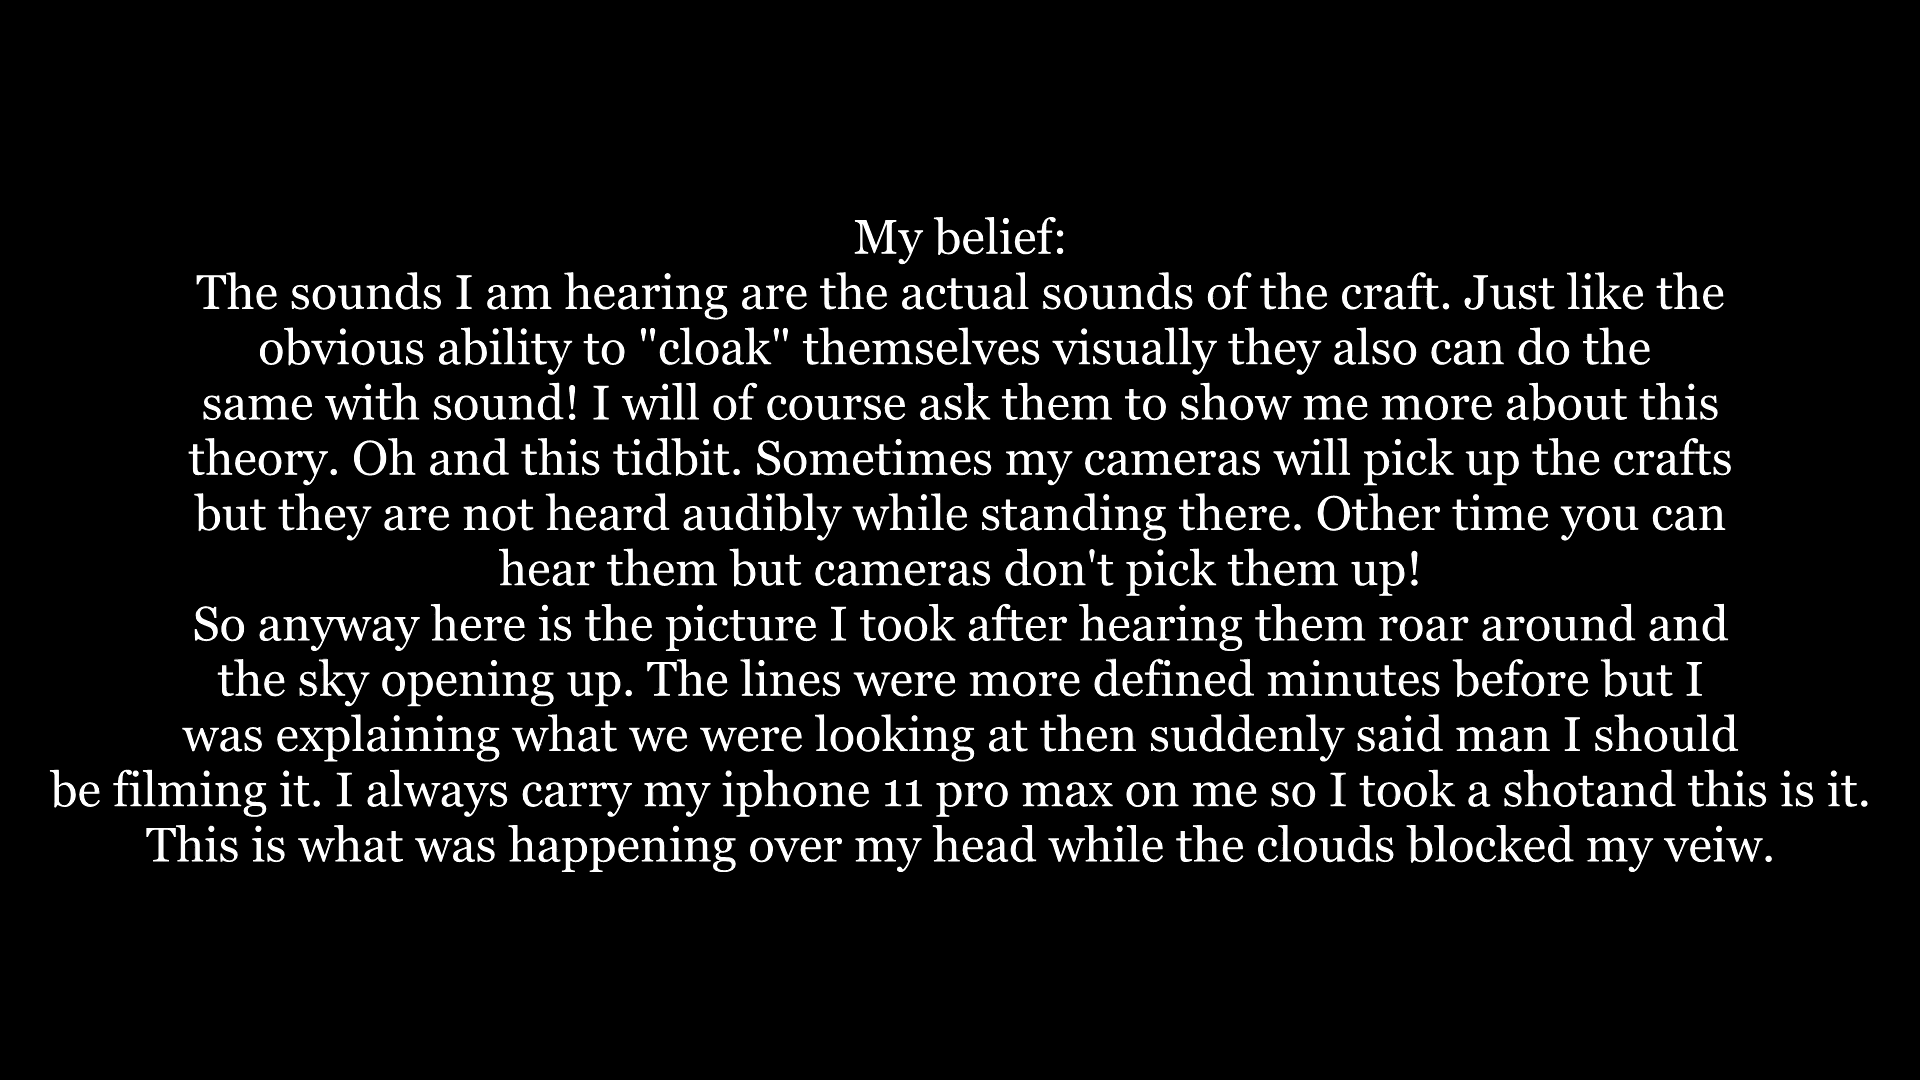 My belief:
The sounds I am hearing are the actual sounds of the craft. Just like the
obvious ability to "cloak" themselves visually they also can do the
same with sound! I will of course ask them to show me more about this
theory. Oh and this tidbit. Sometimes my cameras will pick up the crafts
but they are not heard audibly while standing there. Other time you can
hear them but cameras don't pick them up!
So anyway here is the picture I took after hearing them roar around and
the sky opening up. The lines were more defined minutes before but I
was explaining what we were looking at then suddenly said man I should
be filming it. I always carry my iphone 11 pro max on me so I took a shotand this is it.
This is what was happening over my head while the clouds blocked my veiw.